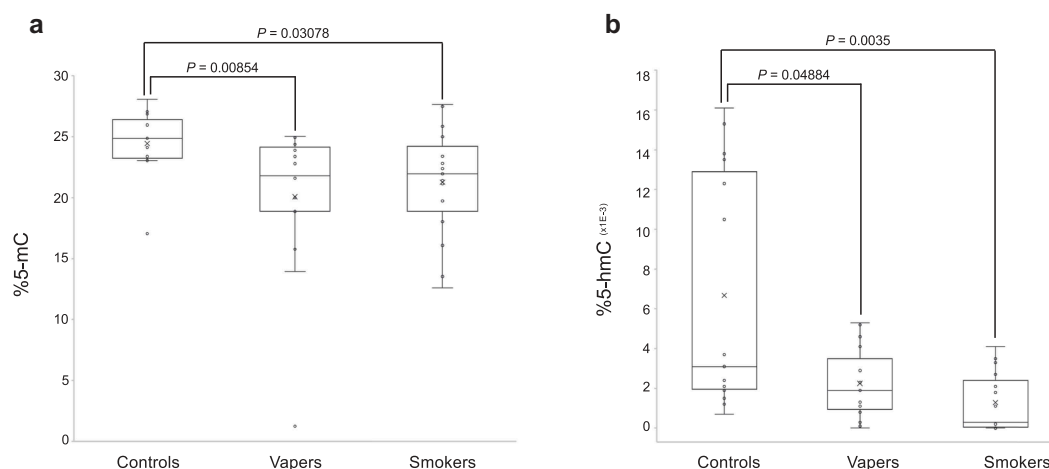 a
P = 0.03078
P = 0.00854
30
25
20
15
10
5
0
%5-mC
Controls Vapers Smokers
b
P = 0.0035
P = 0.04884
18
16
14
12
10
8
6
4
2
0
%5-hmC (x1E-3)
Controls Vapers Smokers